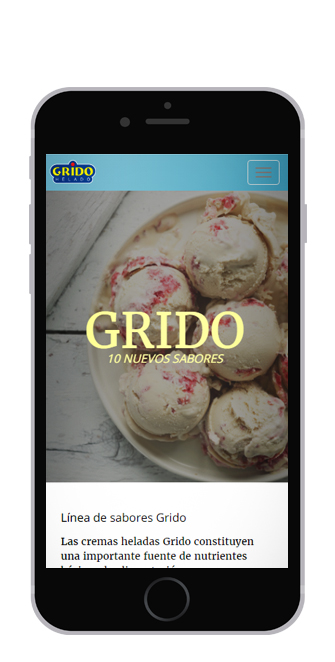 GRIDO
HELADO
GRIDO
10 NUEVOS SABORES
Línea de sabores Grido
Las cremas heladas Grido constituyen
una importante fuente de nutrientes